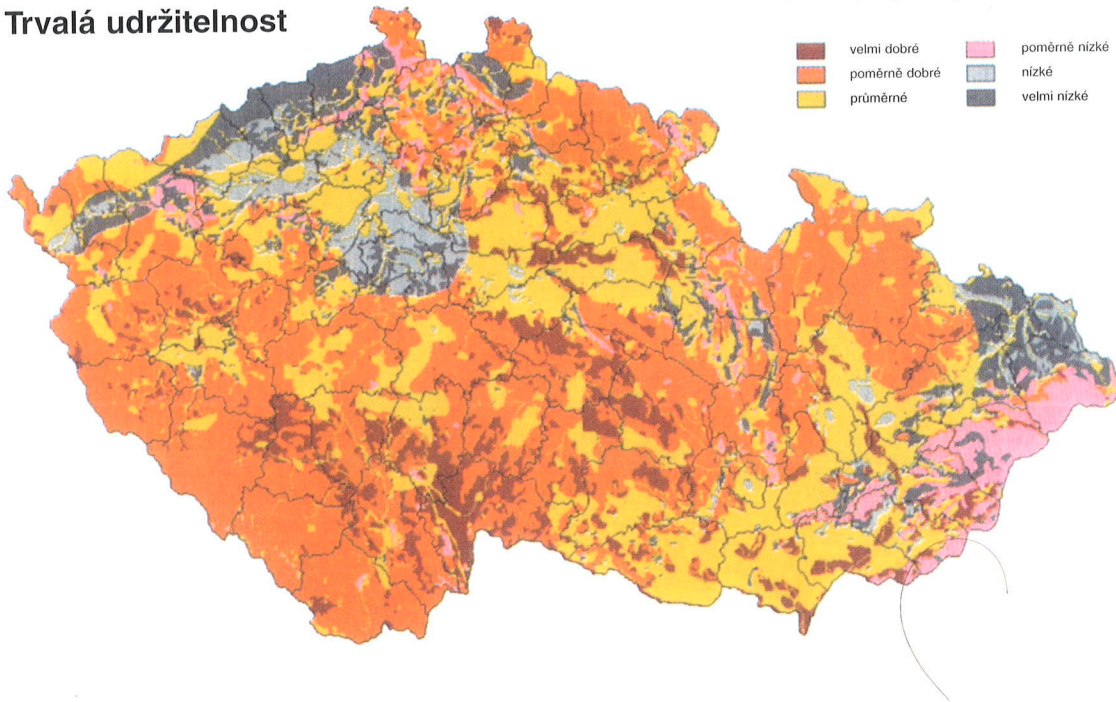 Trvalá udržitelnost
velmi dobré
poměrně dobré
průměrné
poměrně nízké
nízké
velmi nízké